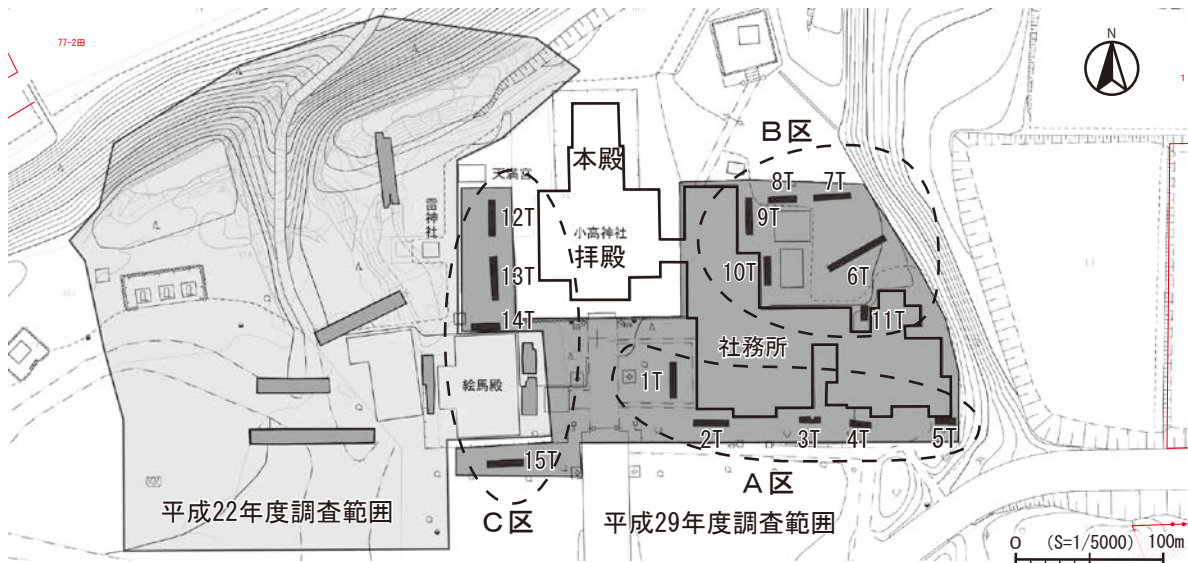 77-2田
N
1
B区
本殿
天満宮
8T
7T
12T
雷神社
9T
小高神社
拝殿
13T
10T
6T
14T
11T
社務所
絵馬殿
1T
2T
3T
4T
5T
15T
A区
平成22年度調査範囲
C区
平成29年度調査範囲
0 (S=1/5000) 100m